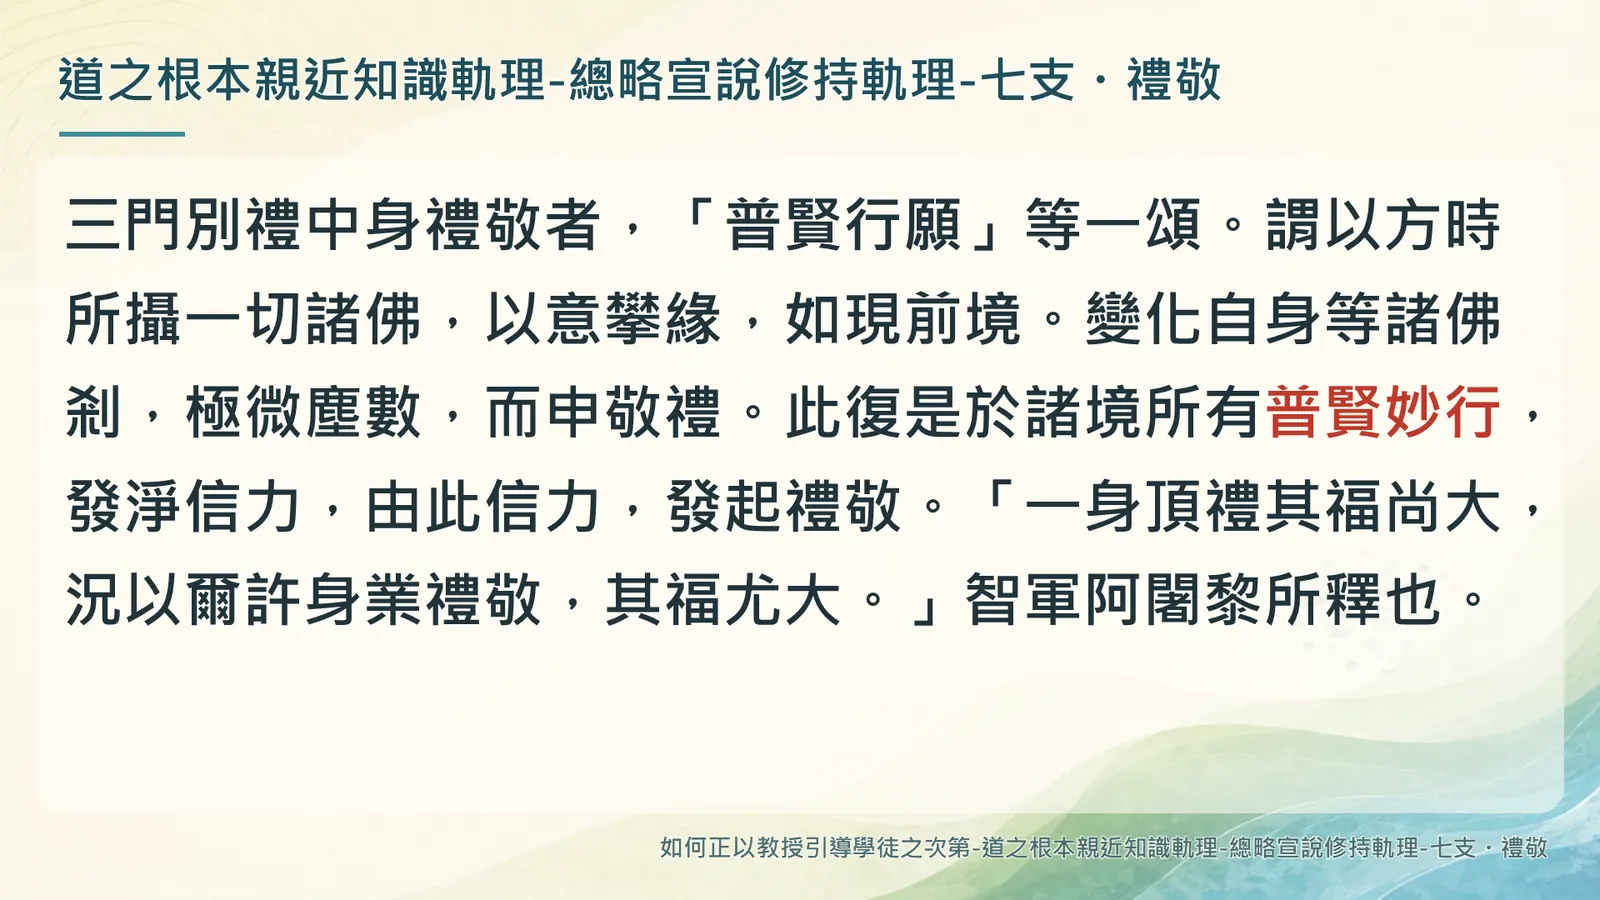 道之根本親近知識軌理-總略宣說修持軌理-七支．禮敬
三門別禮中身禮敬者，「普賢行願」等一頌。謂以方時
所攝一切諸佛，以意攀緣，如現前境。變化自身等諸佛
剎，極微塵數，而申敬禮。此復是於諸境所有普賢妙行，
發淨信力，由此信力，發起禮敬。「一身頂禮其福尚大，
況以爾許身業禮敬，其福尤大。」智軍阿闍黎所釋也。
如何正以教授引導學徒之次第-道之根本親近知識軌理-總略宣說修持軌理-七支．禮敬